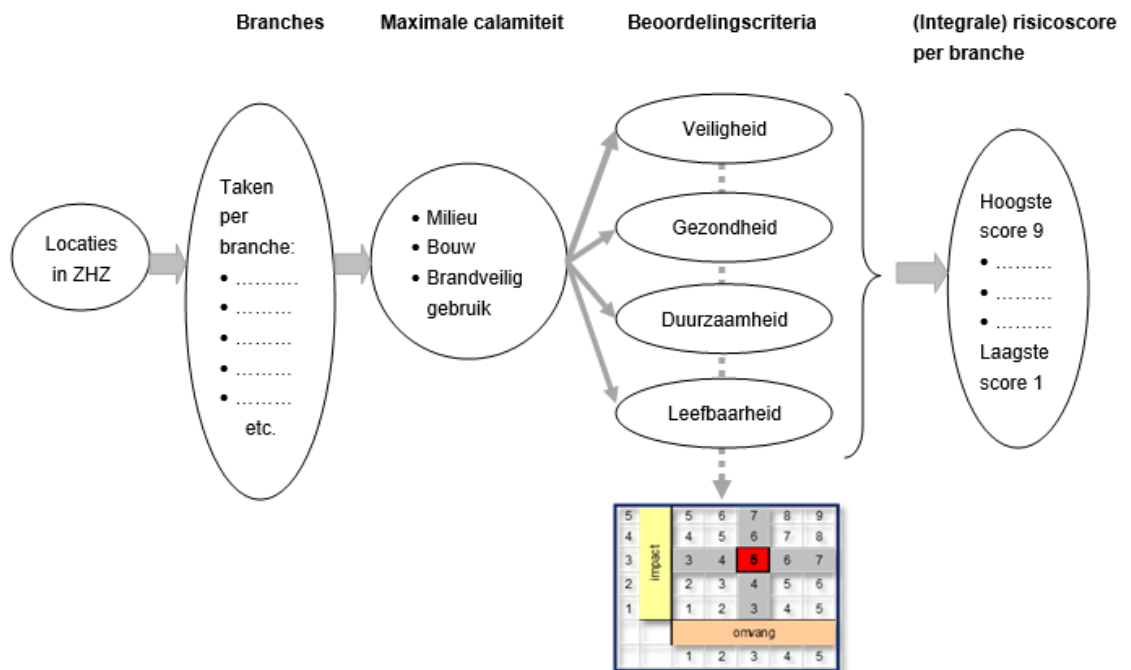 Branches
Maximale calamiteit
Beoordelingscriteria
(Integrale) risicoscore
per branche
Locaties
in ZHZ
Taken
per
branche:
• ..........
• .........
• .........
• .........
• .........
etc.
• Milieu
• Bouw
• Brandveilig
gebruik
Veiligheid
Gezondheid
Duurzaamheid
Leefbaarheid
Hoogste
score 9
• .........
• .........
• .........
Laagste
score 1
5 5 6 7 8 9
4 4 5 6 7 8
3 impact 3 4 5 6 7
2 2 3 4 5 6
1 1 2 3 4 5
omvang
1 2 3 4 5